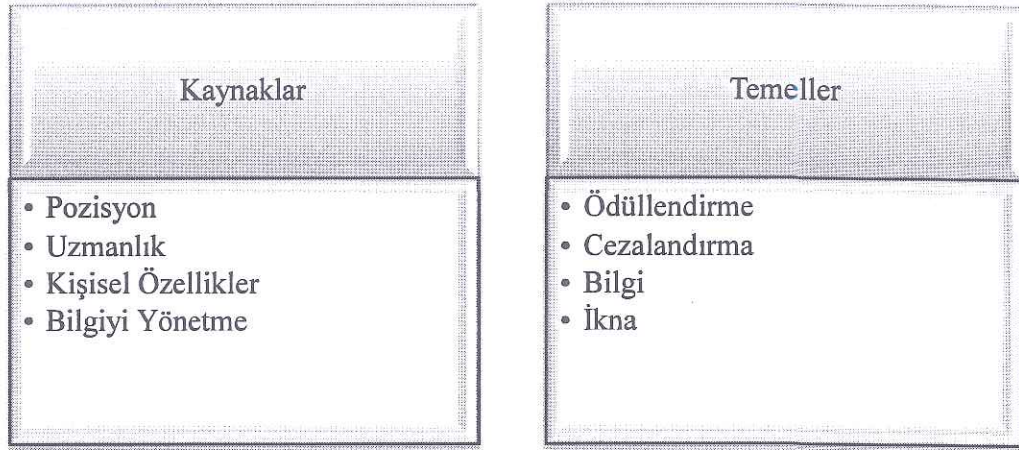 Kaynaklar
• Pozisyon
• Uzmanlık
• Kişisel Özellikler
• Bilgiyi Yönetme
Temeller
• Ödüllendirme
• Cezalandırma
• Bilgi
• İkna